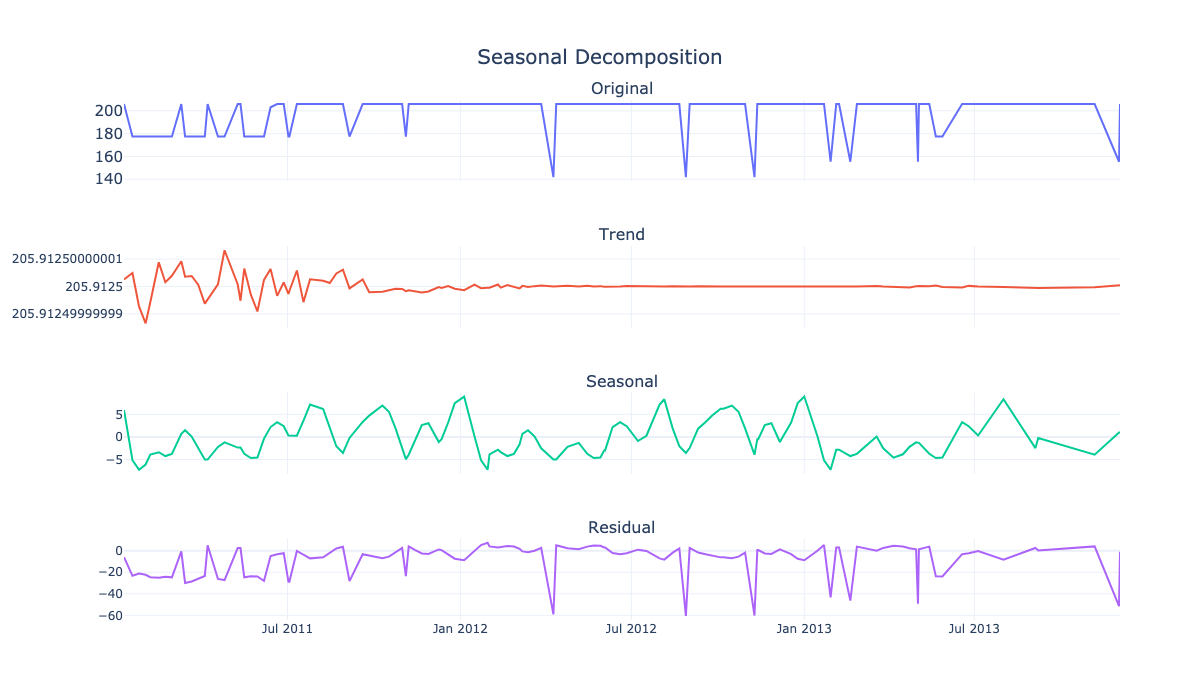 Seasonal Decomposition
Original
200
180
160
140
Trend
205.91250000001
205.9125
205.91249999999
Seasonal
5
0
−5
Residual
0
−20
−40
−60
Jul 2011 Jan 2012 Jul 2012 Jan 2013 Jul 2013